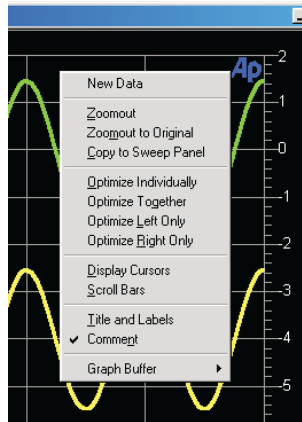 Ap
2
New Data
1
Zoomout
Zoomout to Original
0
Copy to Sweep Panel
Optimize Individually
-1
Optimize Together
Optimize Left Only
Optimize Right Only
-2
Display Cursors
Scroll Bars
-3
Title and Labels
✔ Comment
-4
Graph Buffer
-5